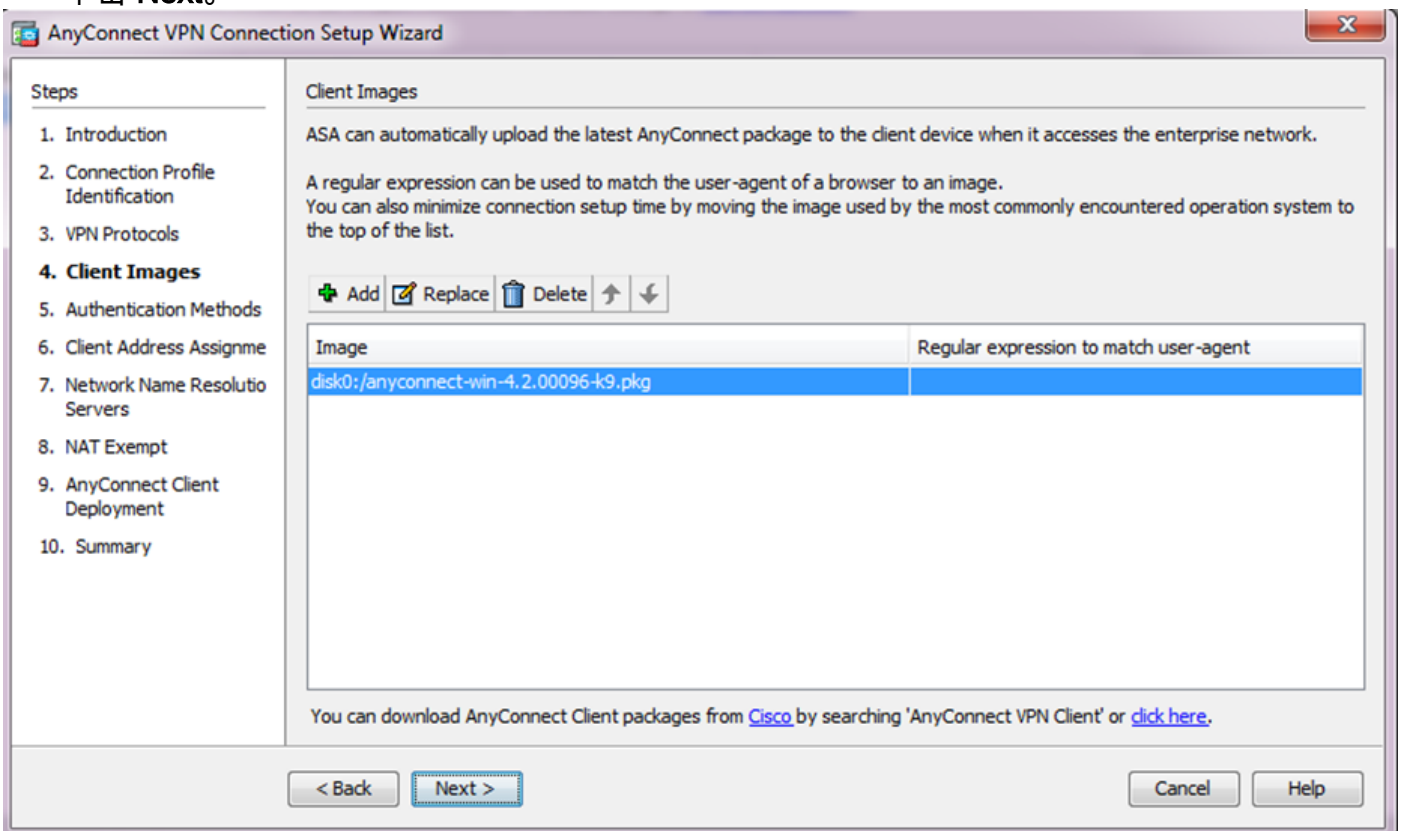 Next。
AnyConnect VPN Connection Setup Wizard
Steps
1. Introduction
2. Connection Profile
Identification
3. VPN Protocols
4. Client Images
5. Authentication Methods
6. Client Address Assignme
7. Network Name Resolutio
Servers
8. NAT Exempt
9. AnyConnect Client
Deployment
10. Summary
Client Images
ASA can automatically upload the latest AnyConnect package to the client device when it accesses the enterprise network.
A regular expression can be used to match the user-agent of a browser to an image.
You can also minimize connection setup time by moving the image used by the most commonly encountered operation system to
the top of the list.
Add Replace Delete
Image Regular expression to match user-agent
disk0:/anyconnect-win-4.2.00096-k9.pkg
You can download AnyConnect Client packages from Cisco by searching 'AnyConnect VPN Client' or click here.
< Back Next > Cancel Help